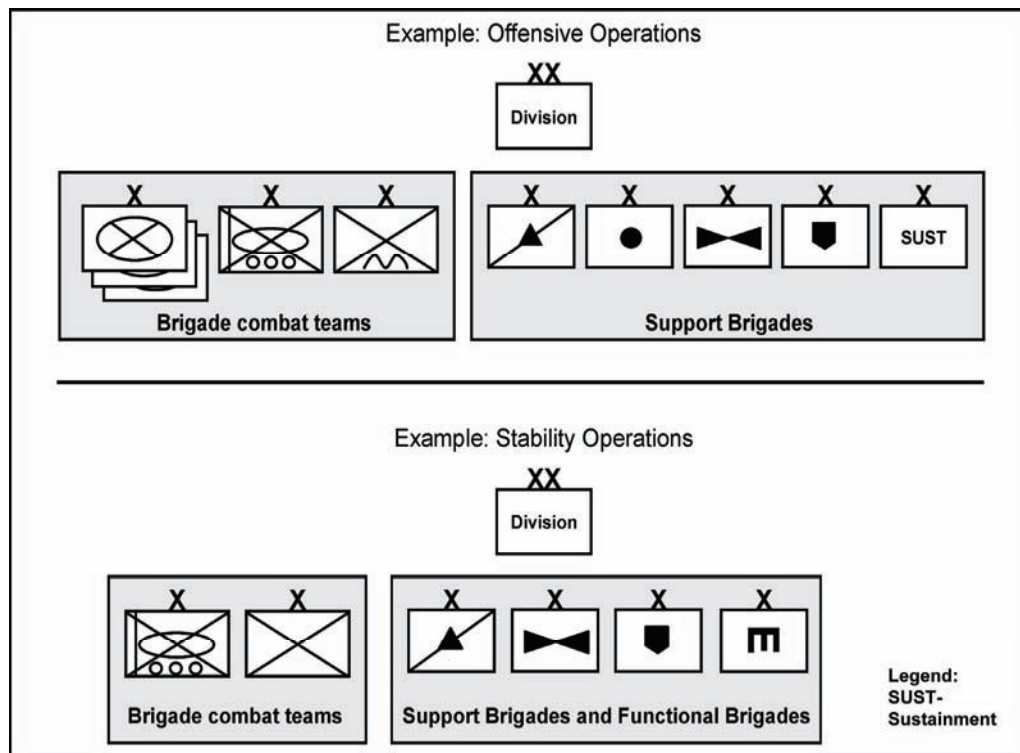 Example: Offensive Operations
XX
Division
X X X X X X X X
SUST
Brigade combat teams Support Brigades
Example: Stability Operations
XX
Division
X X X X X X
Brigade combat teams Support Brigades and Functional Brigades
Legend:
SUST-
Sustainment